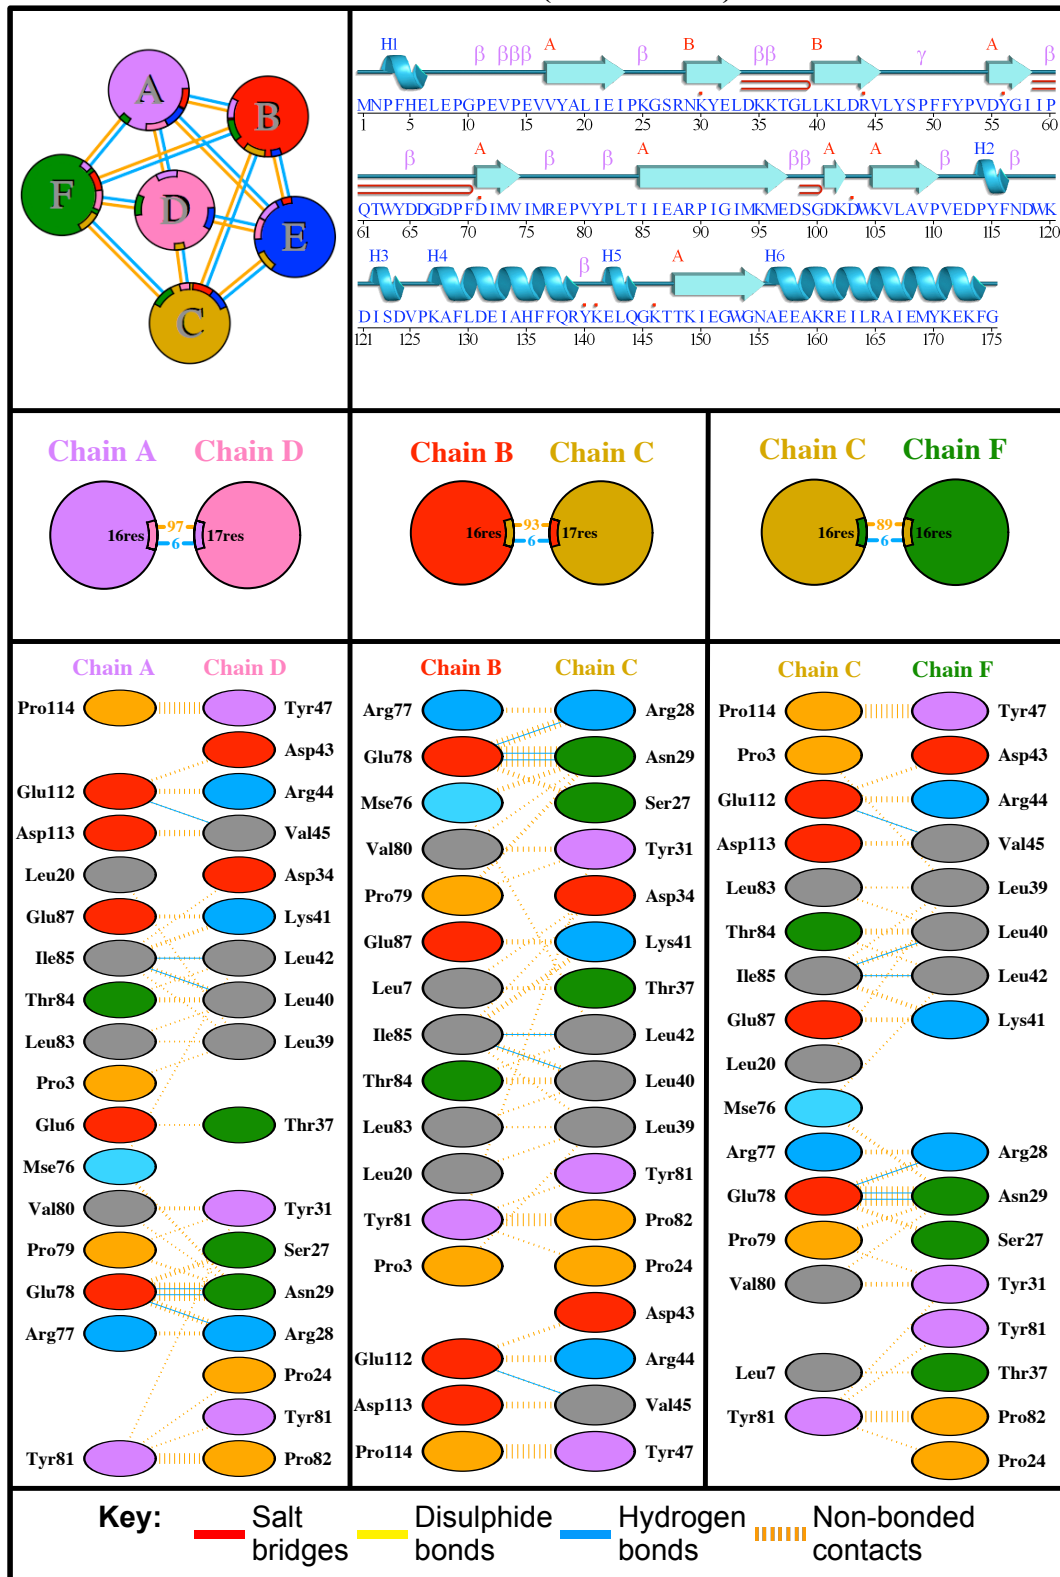 A
B
F
D
E
C
H1 β βββ A β B ββ B γ A β
MNPFHELEPGPEVPEVVYALIEIPKGSRNKYELDKKTGLLKLDRVLYSPFFYPVDYGIIP
1 5 10 15 20 25 30 35 40 45 50 55 60
β A β β A ββ A A β H2 β
QTWYDDGDPFDIMVIMREPVYPLTIIEARPIGIMKMEDSGDKDWKVLAVPVEDPYFNDWK
61 65 70 75 80 85 90 95 100 105 110 115 120
H3 H4 β H5 A H6
DISDVPKAFLDEIAHFFQRYKELQGKTTKIEGWGNAEEAKREILRAIEMYKEKFG
121 125 130 135 140 145 150 155 160 165 170 175
Chain A Chain D
97
16res 17res
6
Chain B Chain C
93
16res 17res
6
Chain C Chain F
89
16res 16res
6
Chain A Chain D
Pro114 Tyr47
Asp43
Glu112 Arg44
Asp113 Val45
Leu20 Asp34
Glu87 Lys41
Ile85 Leu42
Thr84 Leu40
Leu83 Leu39
Pro3
Glu6 Thr37
Mse76
Val80 Tyr31
Pro79 Ser27
Glu78 Asn29
Arg77 Arg28
Pro24
Tyr81
Tyr81 Pro82
Chain B Chain C
Arg77 Arg28
Glu78 Asn29
Mse76 Ser27
Val80 Tyr31
Pro79 Asp34
Glu87 Lys41
Leu7 Thr37
Ile85 Leu42
Thr84 Leu40
Leu83 Leu39
Leu20 Tyr81
Tyr81 Pro82
Pro3 Pro24
Asp43
Glu112 Arg44
Asp113 Val45
Pro114 Tyr47
Chain C Chain F
Pro114 Tyr47
Pro3 Asp43
Glu112 Arg44
Asp113 Val45
Leu83 Leu39
Thr84 Leu40
Ile85 Leu42
Glu87 Lys41
Leu20
Mse76
Arg77 Arg28
Glu78 Asn29
Pro79 Ser27
Val80 Tyr31
Tyr81
Leu7 Thr37
Tyr81 Pro82
Pro24
Key: Salt bridges
Disulphide bonds
Hydrogen bonds
Non-bonded contacts